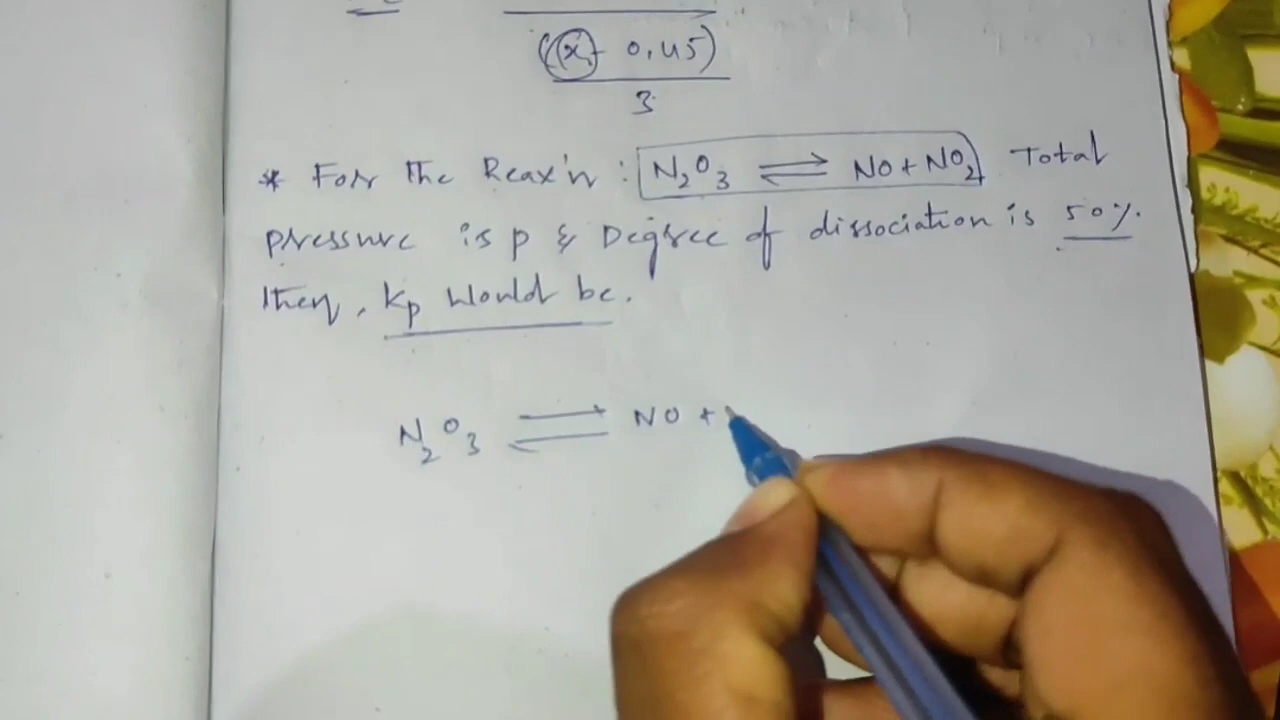 (x - 0.45)
3
* For the Reax'n : N₂O₃ ⇌ NO + NO₂ Total
pressure is p & Degree of dissociation is 50%.
then, Kp would be.
N₂O₃ ⇌ NO +